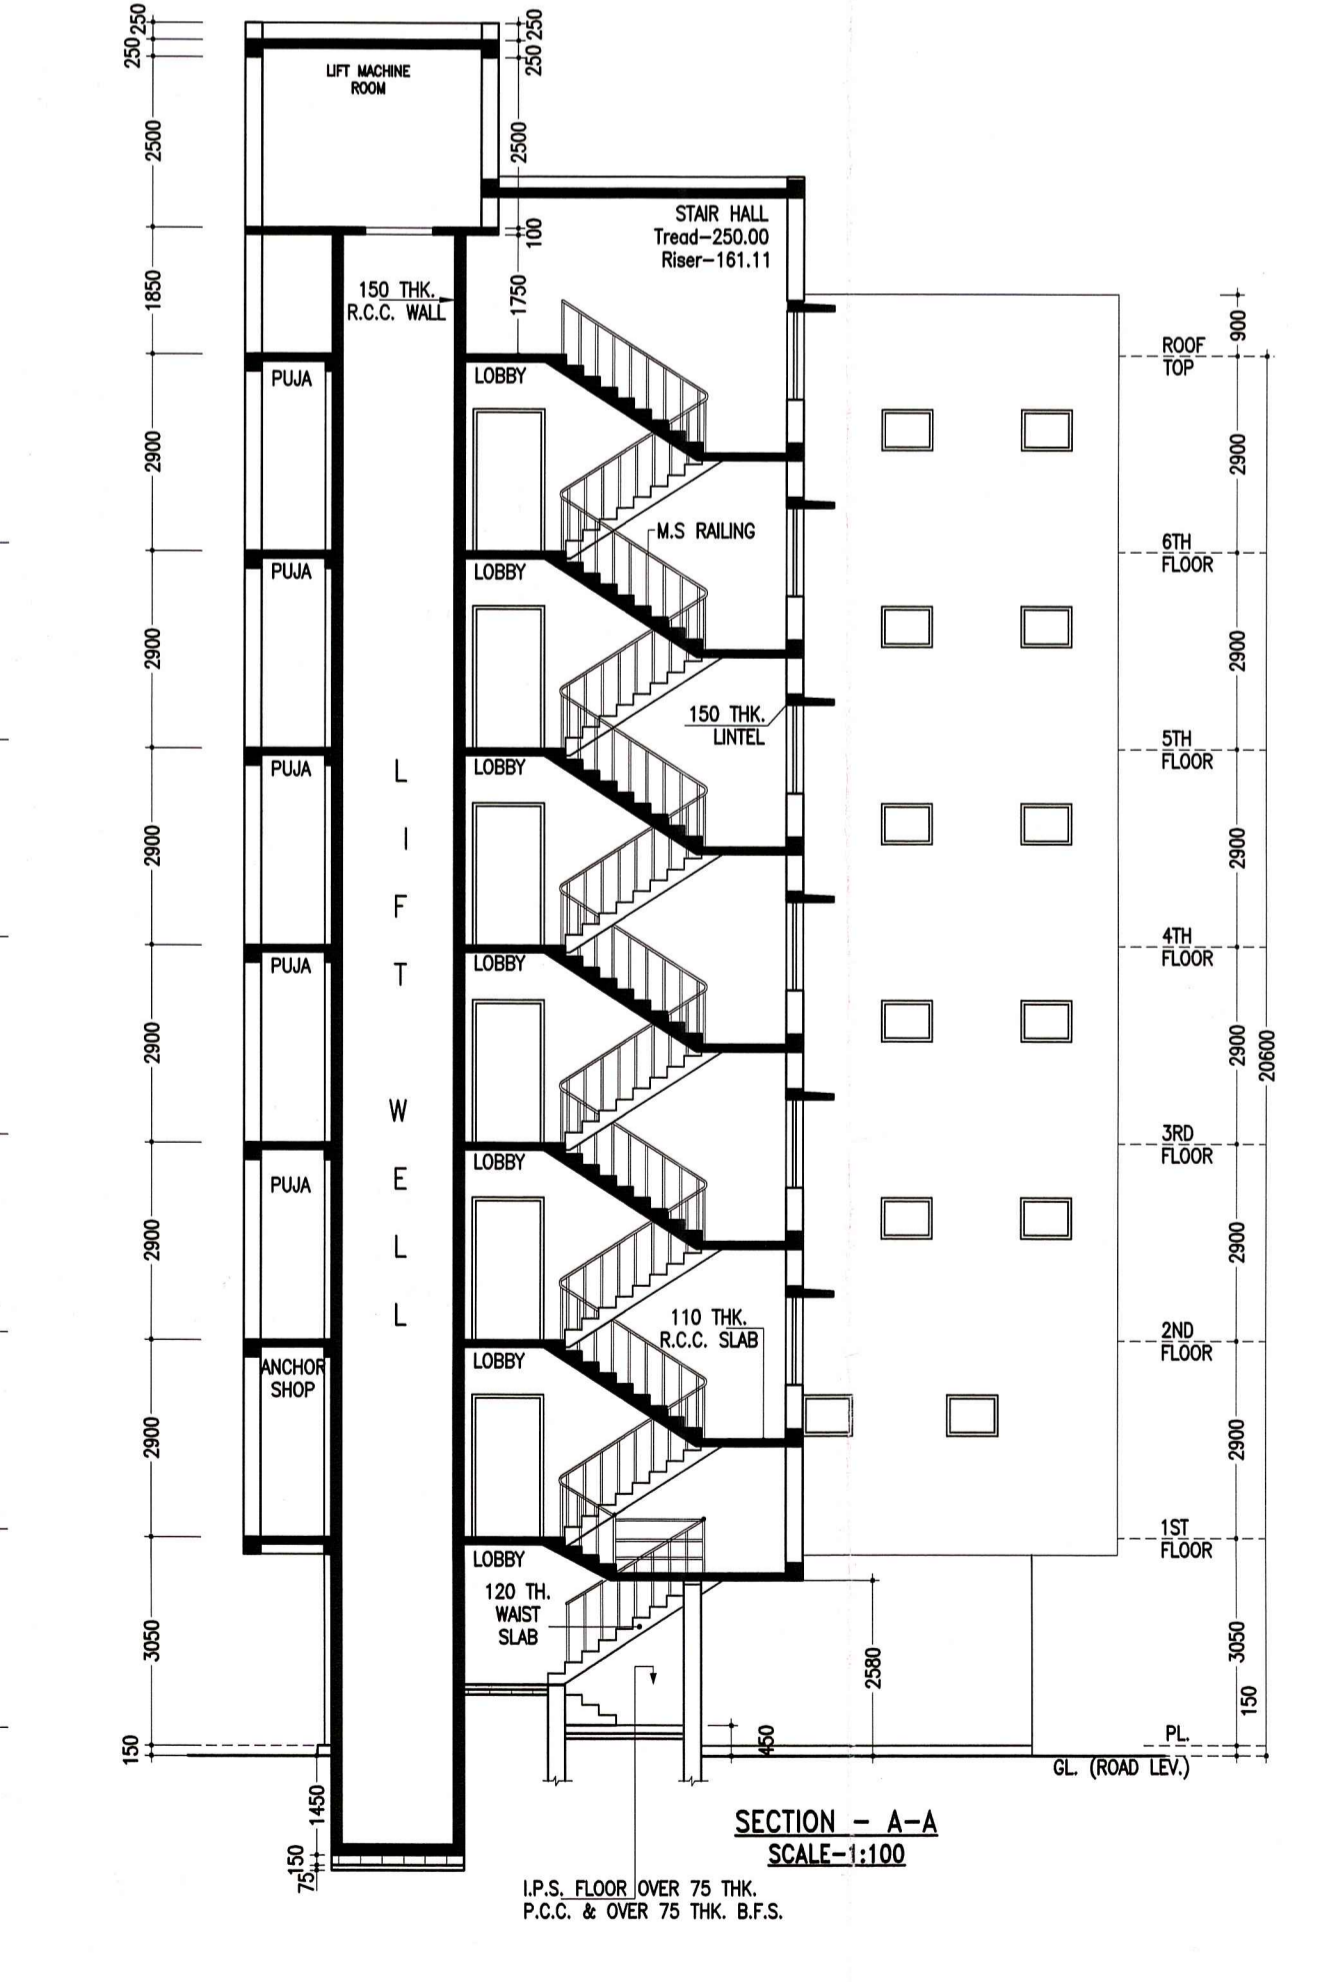 250
250
250
250
LIFT MACHINE
ROOM
2500
2500
STAIR HALL
Tread-250.00
Riser-161.11
100
1850
150 THK.
R.C.C. WALL
1750
900
ROOF
TOP
PUJA
LOBBY
2900
2900
M.S RAILING
6TH
FLOOR
PUJA
LOBBY
2900
2900
150 THK.
LINTEL
5TH
FLOOR
PUJA
LOBBY
LIFT WELL
2900
2900
4TH
FLOOR
PUJA
LOBBY
2900
2900
20600
3RD
FLOOR
PUJA
LOBBY
2900
2900
110 THK.
R.C.C. SLAB
2ND
FLOOR
ANCHOR
SHOP
LOBBY
2900
2900
1ST
FLOOR
LOBBY
120 TH.
WAIST
SLAB
3050
2580
3050
150
450
150
PL.
GL. (ROAD LEV.)
1450
150
75
SECTION - A-A
SCALE-1:100
I.P.S. FLOOR OVER 75 THK.
P.C.C. & OVER 75 THK. B.F.S.